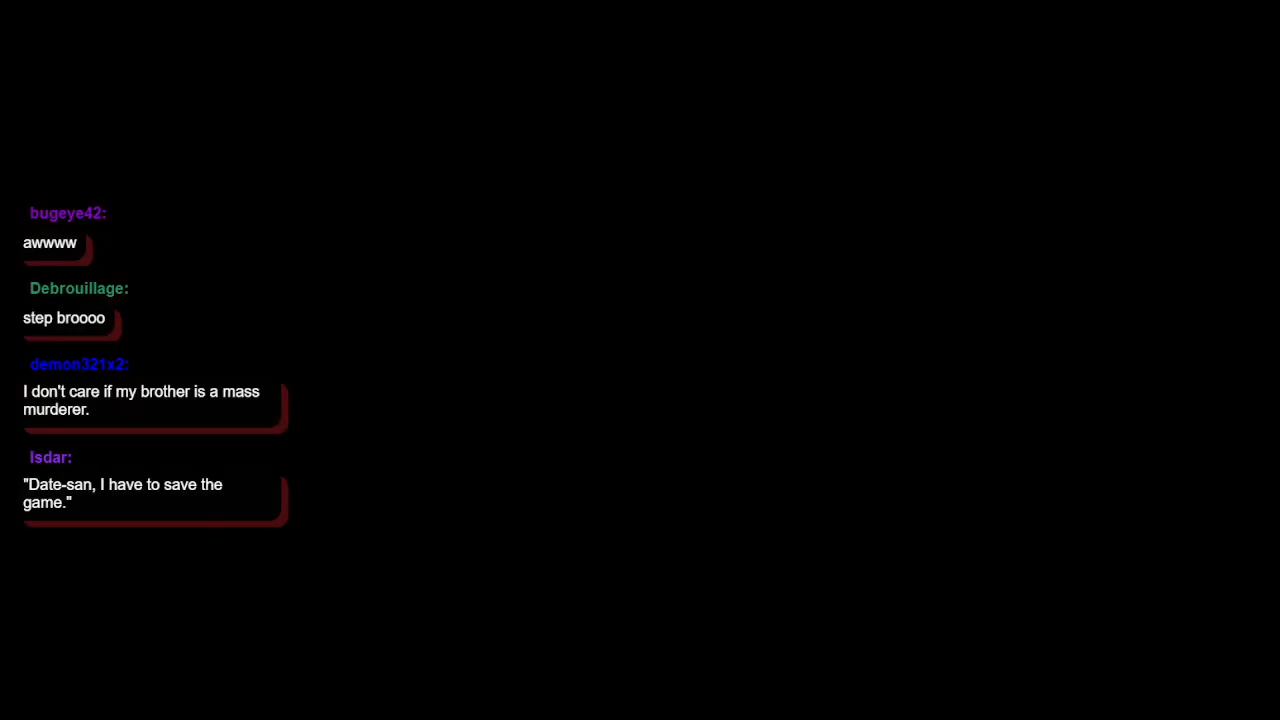 bugeye42:
awwww
Debrouillage:
step broooo
demon321x2:
I don't care if my brother is a mass
murderer.
Isdar:
"Date-san, I have to save the
game."